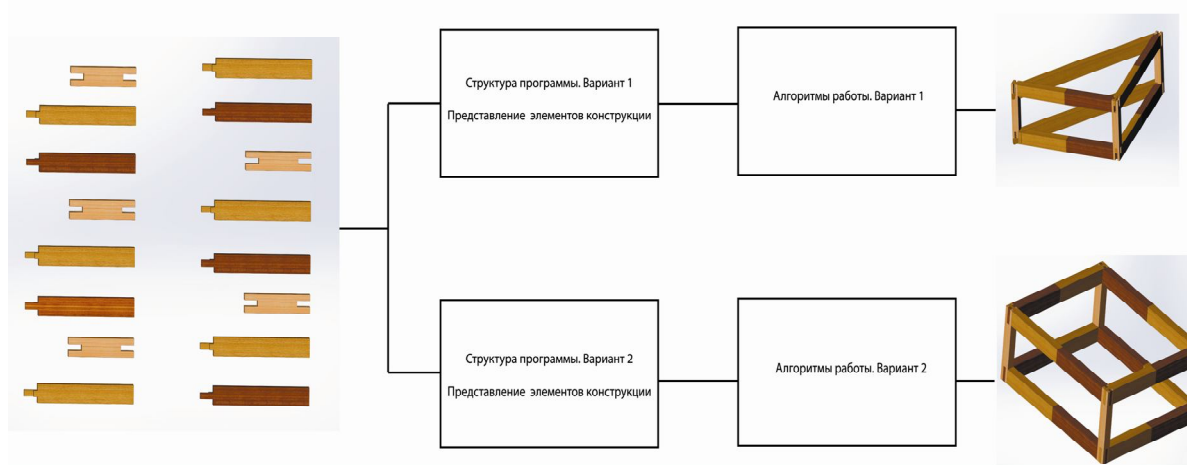 Структура программы. Вариант 1
Представление элементов конструкции
Алгоритмы работы. Вариант 1
Структура программы. Вариант 2
Представление элементов конструкции
Алгоритмы работы. Вариант 2